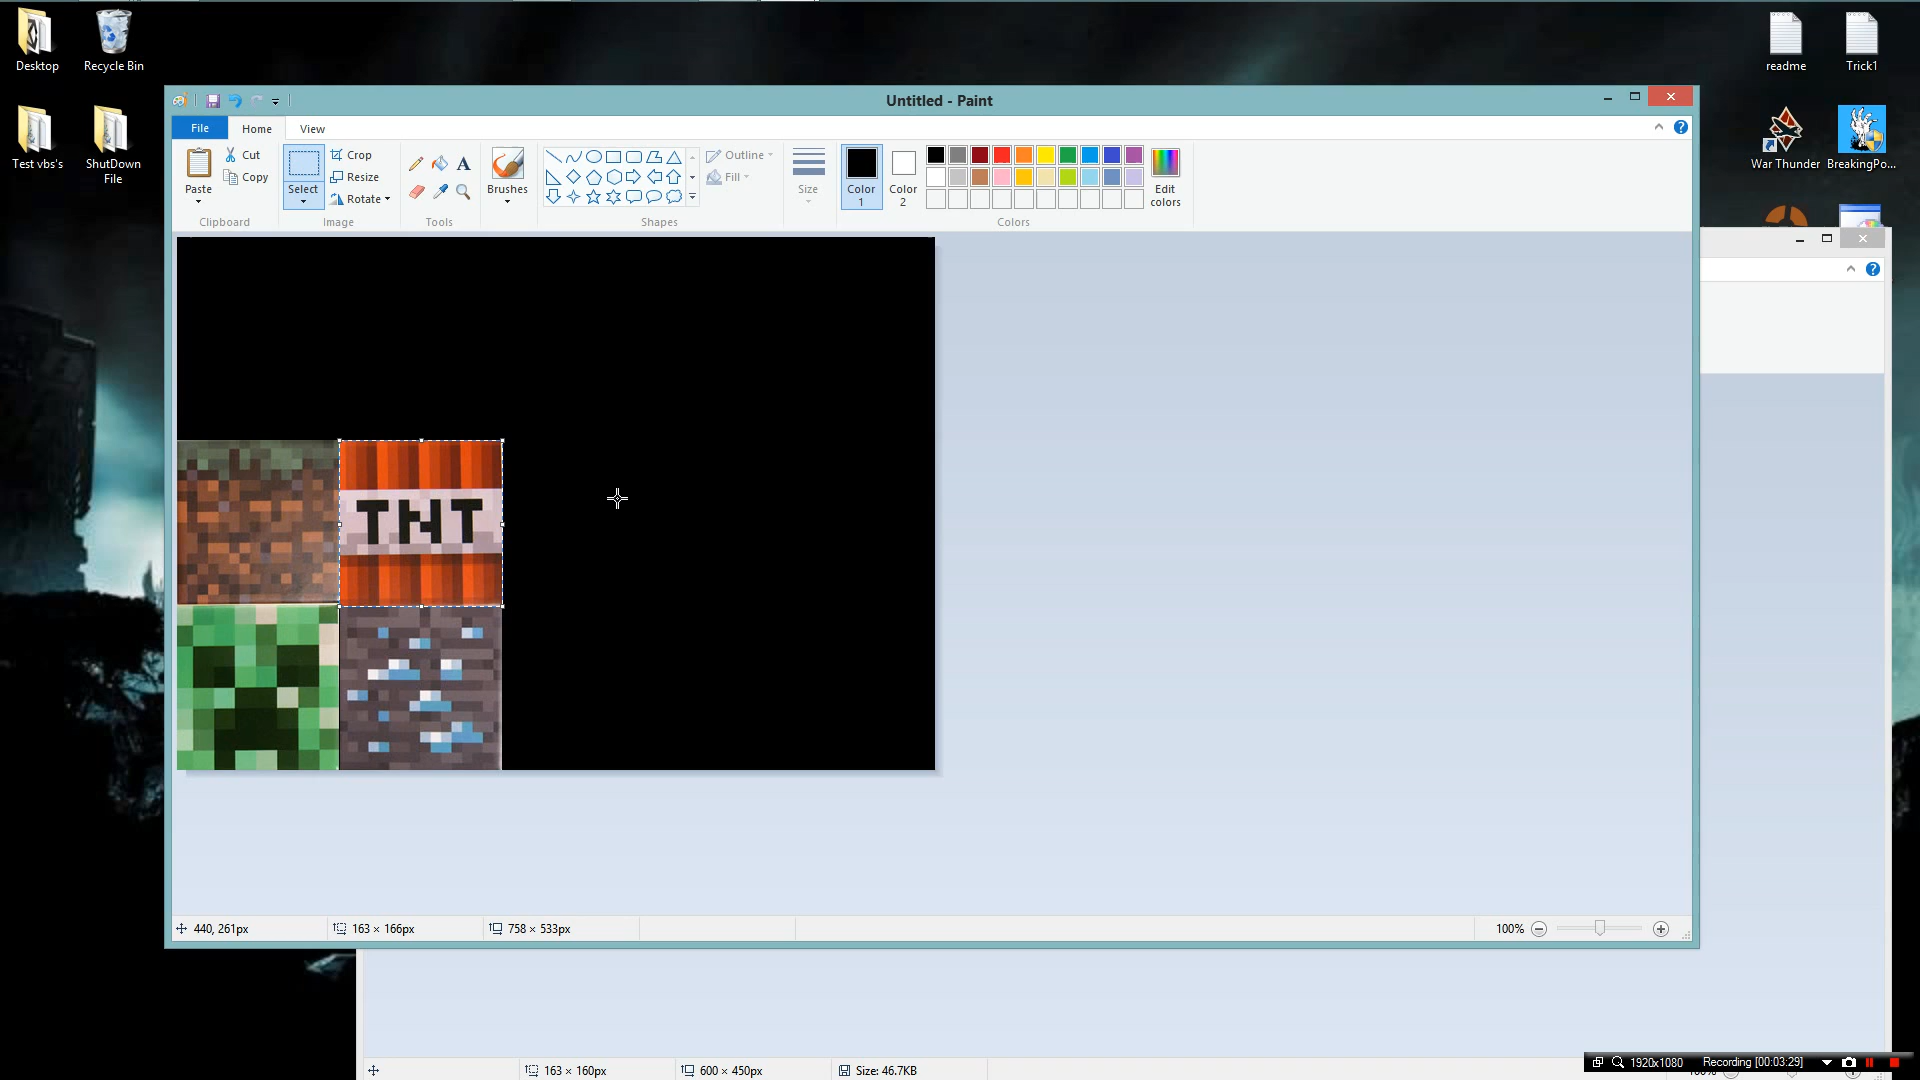 Desktop
Recycle Bin
readme
Trick1
Untitled - Paint
File
Home
View
Test vbs's
ShutDown
File
War Thunder
BreakingPo...
Paste
Cut
Copy
Clipboard
Select
Crop
Resize
Rotate
Image
A
Tools
Brushes
Shapes
Outline
Fill
Size
Color
1
Color
2
Edit
colors
Colors
TNT
440, 261px
163 × 166px
758 × 533px
100%
163 × 160px
600 × 450px
Size: 46.7KB
1920x1080
Recording [00:03:29]